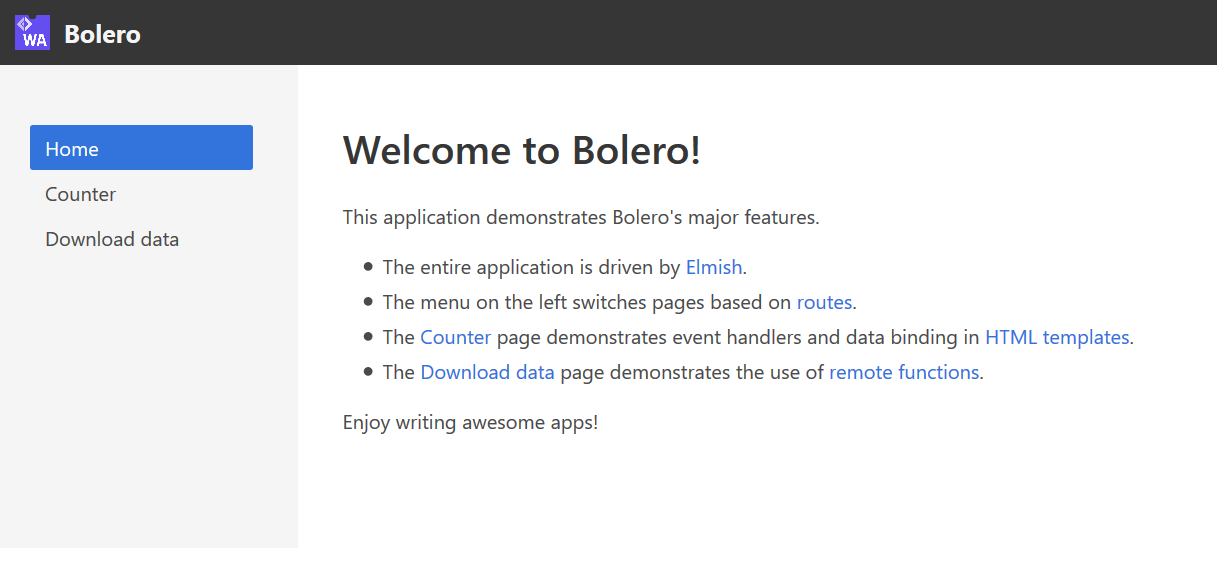 WA
Bolero
Home
Counter
Download data
Welcome to Bolero!
This application demonstrates Bolero's major features.
The entire application is driven by Elmish.
The menu on the left switches pages based on routes.
The Counter page demonstrates event handlers and data binding in HTML templates.
The Download data page demonstrates the use of remote functions.
Enjoy writing awesome apps!